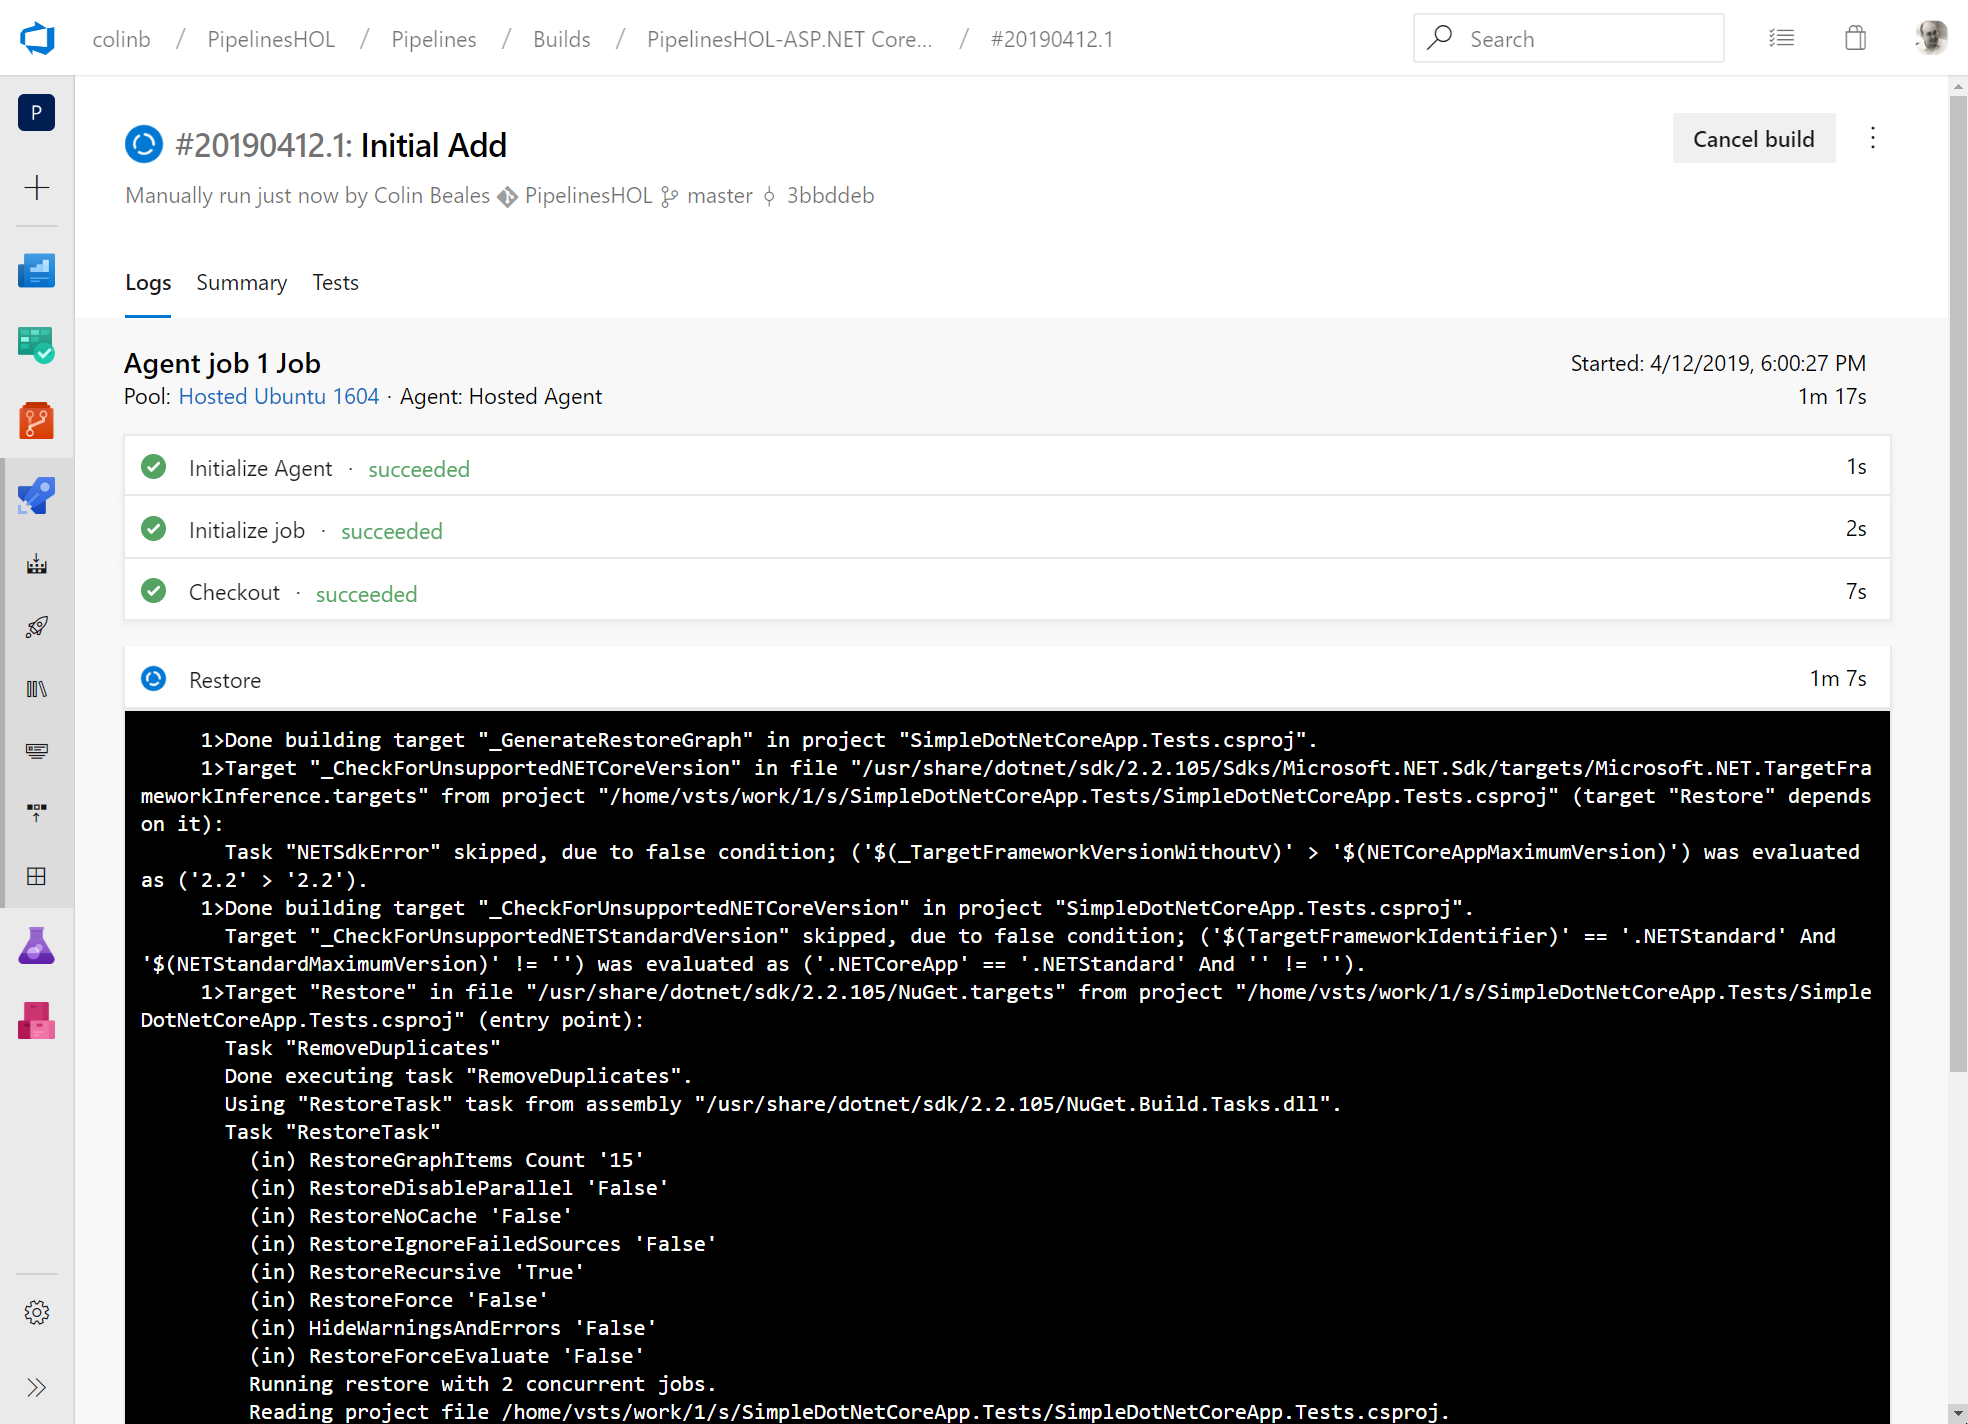 colinb / PipelinesHOL / Pipelines / Builds / PipelinesHOL-ASP.NET Core... / #20190412.1
Search
P
#20190412.1: Initial Add
Cancel build
Manually run just now by Colin Beales PipelinesHOL master 3bbddeb
Logs Summary Tests
Agent job 1 Job
Started: 4/12/2019, 6:00:27 PM
Pool: Hosted Ubuntu 1604 · Agent: Hosted Agent
1m 17s
Initialize Agent · succeeded 1s
Initialize job · succeeded 2s
Checkout · succeeded 7s
Restore 1m 7s
1>Done building target "_GenerateRestoreGraph" in project "SimpleDotNetCoreApp.Tests.csproj".
1>Target "_CheckForUnsupportedNETCoreVersion" in file "/usr/share/dotnet/sdk/2.2.105/Sdks/Microsoft.NET.Sdk/targets/Microsoft.NET.TargetFra
meworkInference.targets" from project "/home/vsts/work/1/s/SimpleDotNetCoreApp.Tests/SimpleDotNetCoreApp.Tests.csproj" (target "Restore" depends
on it):
Task "NETSdkError" skipped, due to false condition; ('$(_TargetFrameworkVersionWithoutV)' > '$(NETCoreAppMaximumVersion)') was evaluated
as ('2.2' > '2.2').
1>Done building target "_CheckForUnsupportedNETCoreVersion" in project "SimpleDotNetCoreApp.Tests.csproj".
Target "_CheckForUnsupportedNETStandardVersion" skipped, due to false condition; ('$(TargetFrameworkIdentifier)' == '.NETStandard' And
'$(NETStandardMaximumVersion)' != '') was evaluated as ('.NETCoreApp' == '.NETStandard' And '' != '').
1>Target "Restore" in file "/usr/share/dotnet/sdk/2.2.105/NuGet.targets" from project "/home/vsts/work/1/s/SimpleDotNetCoreApp.Tests/Simple
DotNetCoreApp.Tests.csproj" (entry point):
Task "RemoveDuplicates"
Done executing task "RemoveDuplicates".
Using "RestoreTask" task from assembly "/usr/share/dotnet/sdk/2.2.105/NuGet.Build.Tasks.dll".
Task "RestoreTask"
(in) RestoreGraphItems Count '15'
(in) RestoreDisableParallel 'False'
(in) RestoreNoCache 'False'
(in) RestoreIgnoreFailedSources 'False'
(in) RestoreRecursive 'True'
(in) RestoreForce 'False'
(in) HideWarningsAndErrors 'False'
(in) RestoreForceEvaluate 'False'
Running restore with 2 concurrent jobs.
Reading project file /home/vsts/work/1/s/SimpleDotNetCoreApp.Tests/SimpleDotNetCoreApp.Tests.csproj.